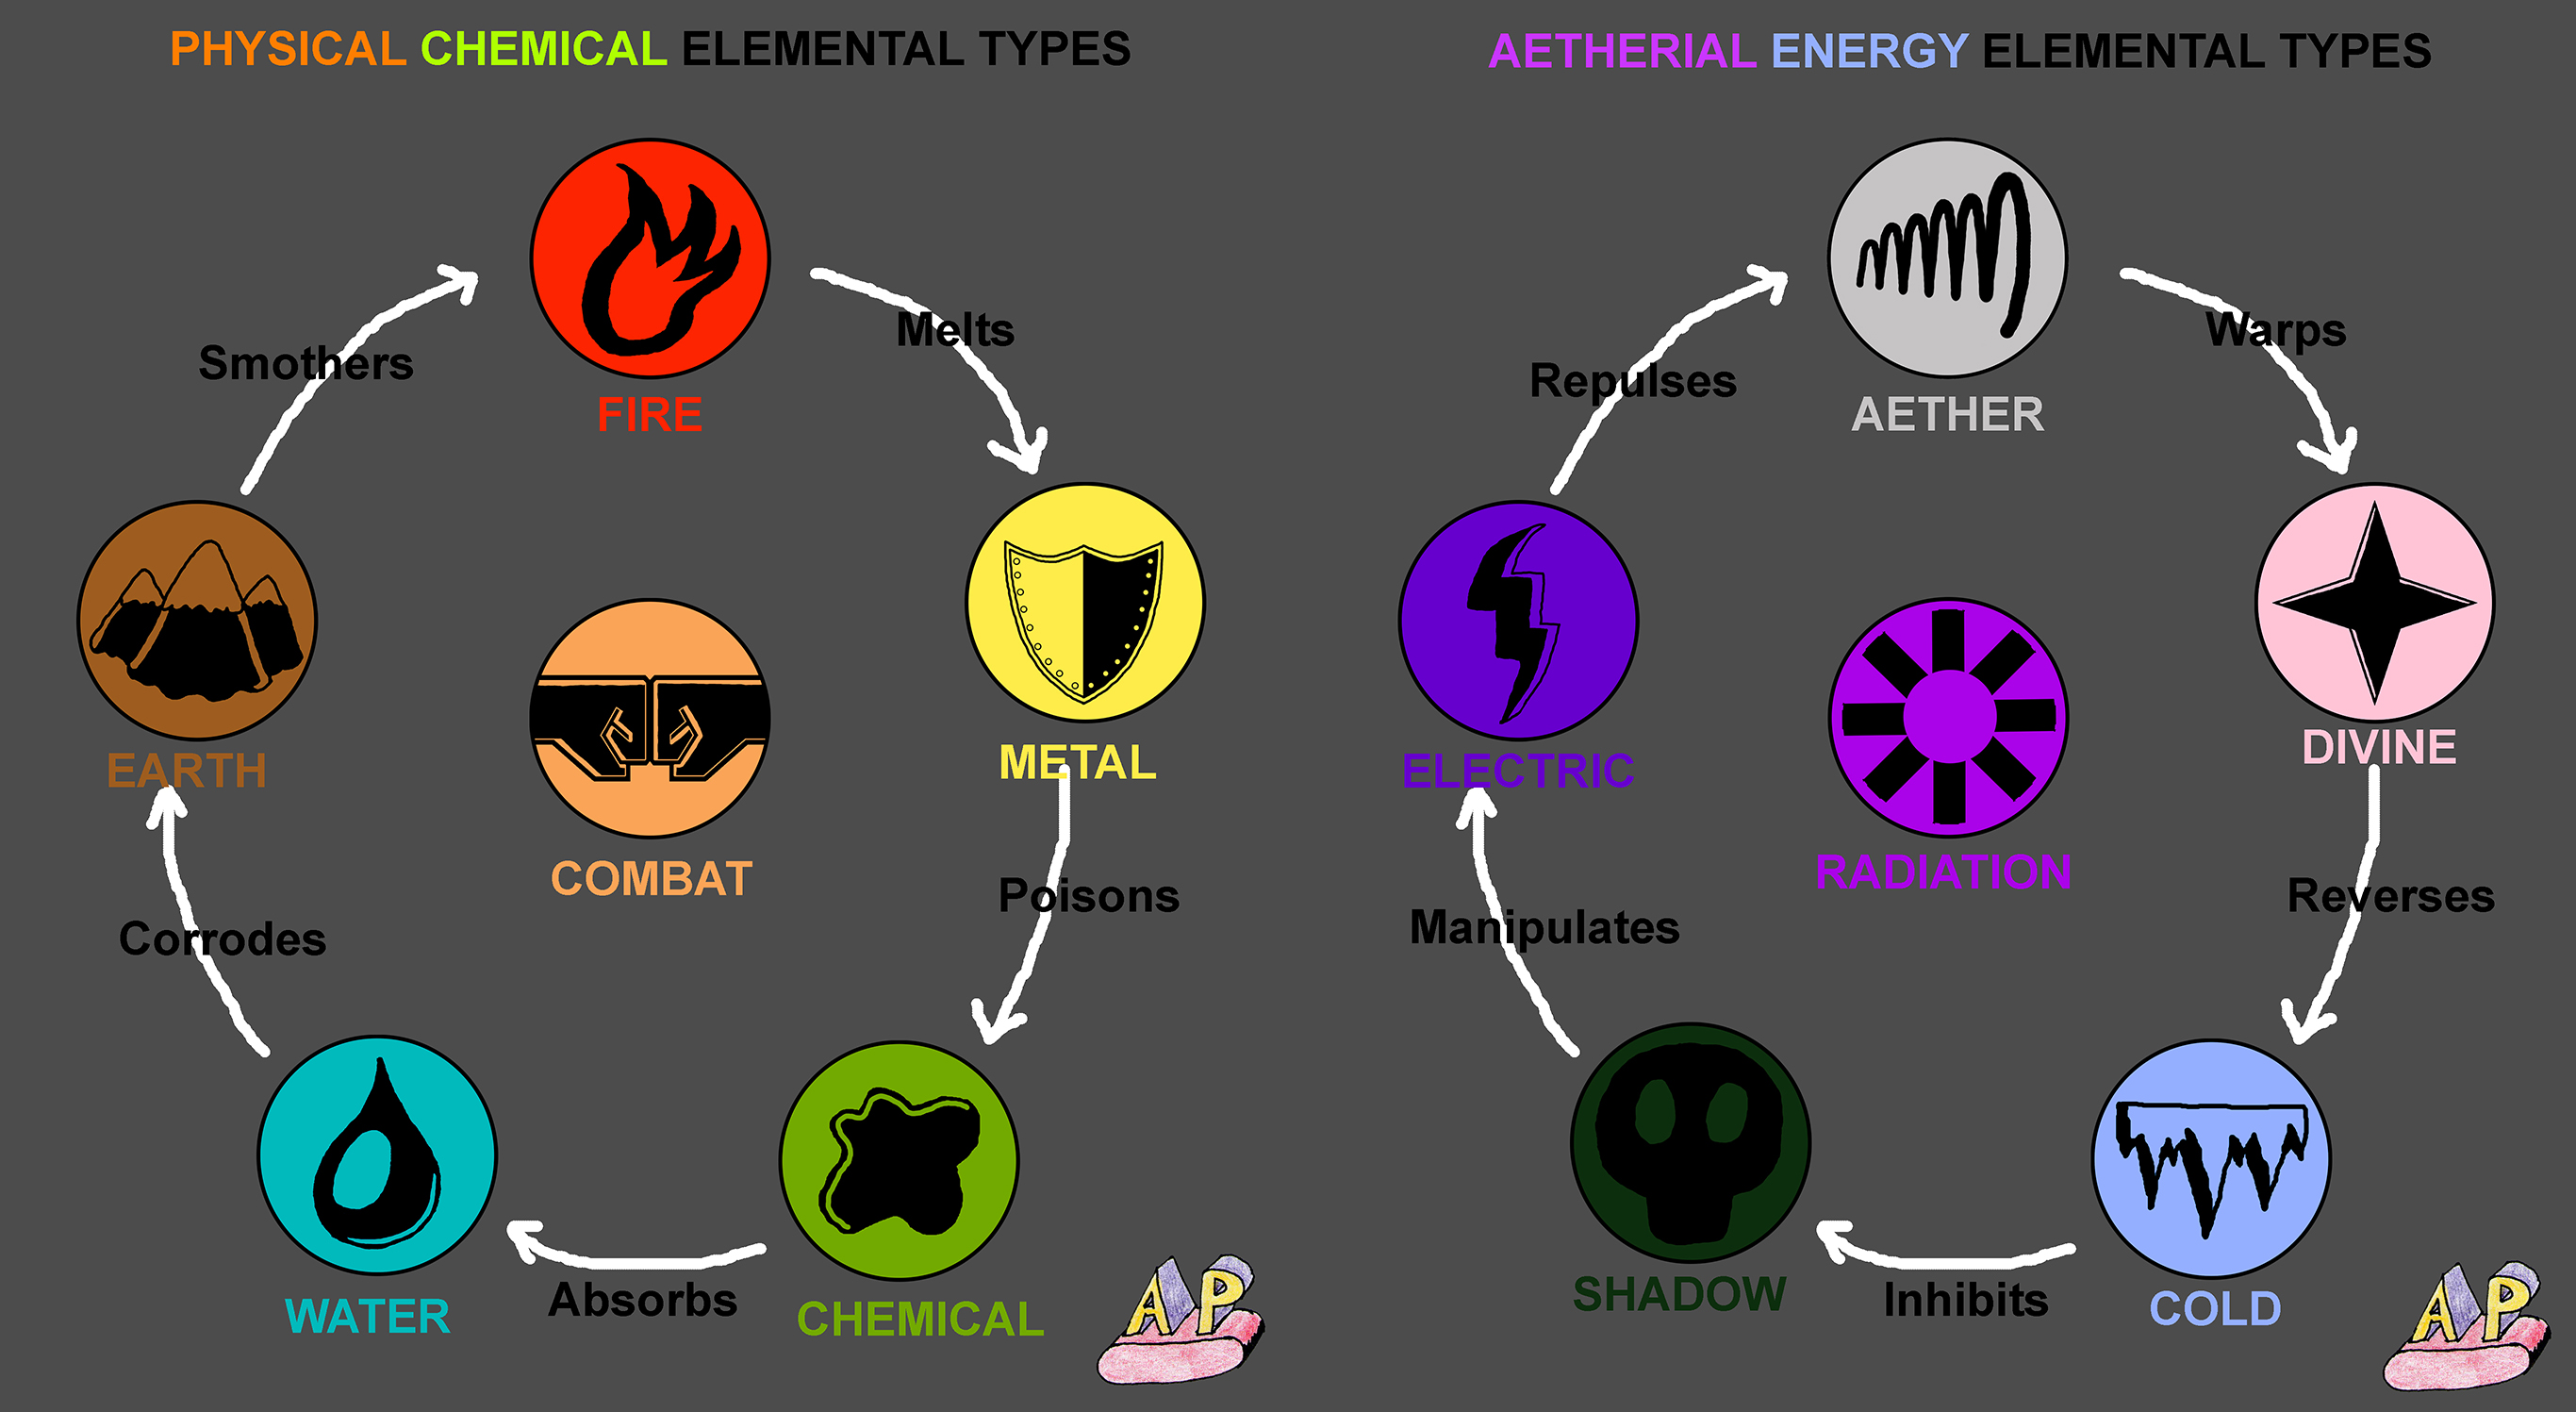 PHYSICAL CHEMICAL ELEMENTAL TYPES
FIRE
Melts
METAL
Poisons
CHEMICAL
Absorbs
WATER
Corrodes
EARTH
Smothers
COMBAT
AP
AETHERIAL ENERGY ELEMENTAL TYPES
AETHER
Warps
DIVINE
Reverses
COLD
Inhibits
SHADOW
Manipulates
ELECTRIC
Repulses
RADIATION
AP